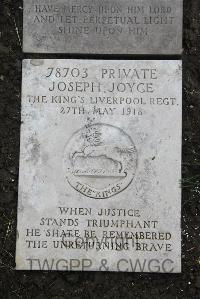 HAVE MERCY UPON HIM LORD
AND LET PERPETUAL LIGHT
SHINE UPON HIM
78703 PRIVATE
JOSEPH JOYCE
THE KING'S LIVERPOOL REGT.
27TH MAY 1918
"THE KING'S"
WHEN JUSTICE
STANDS TRIUMPHANT
HE SHALL BE REMEMBERED
THE UNRETURNING BRAVE
TWGPP & CWGC